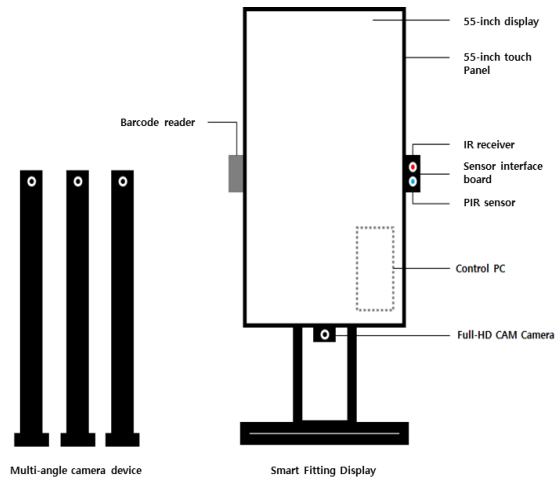 55-inch display
55-inch touch
Panel
Barcode reader
IR receiver
Sensor interface
board
PIR sensor
Control PC
Full-HD CAM Camera
Multi-angle camera device
Smart Fitting Display